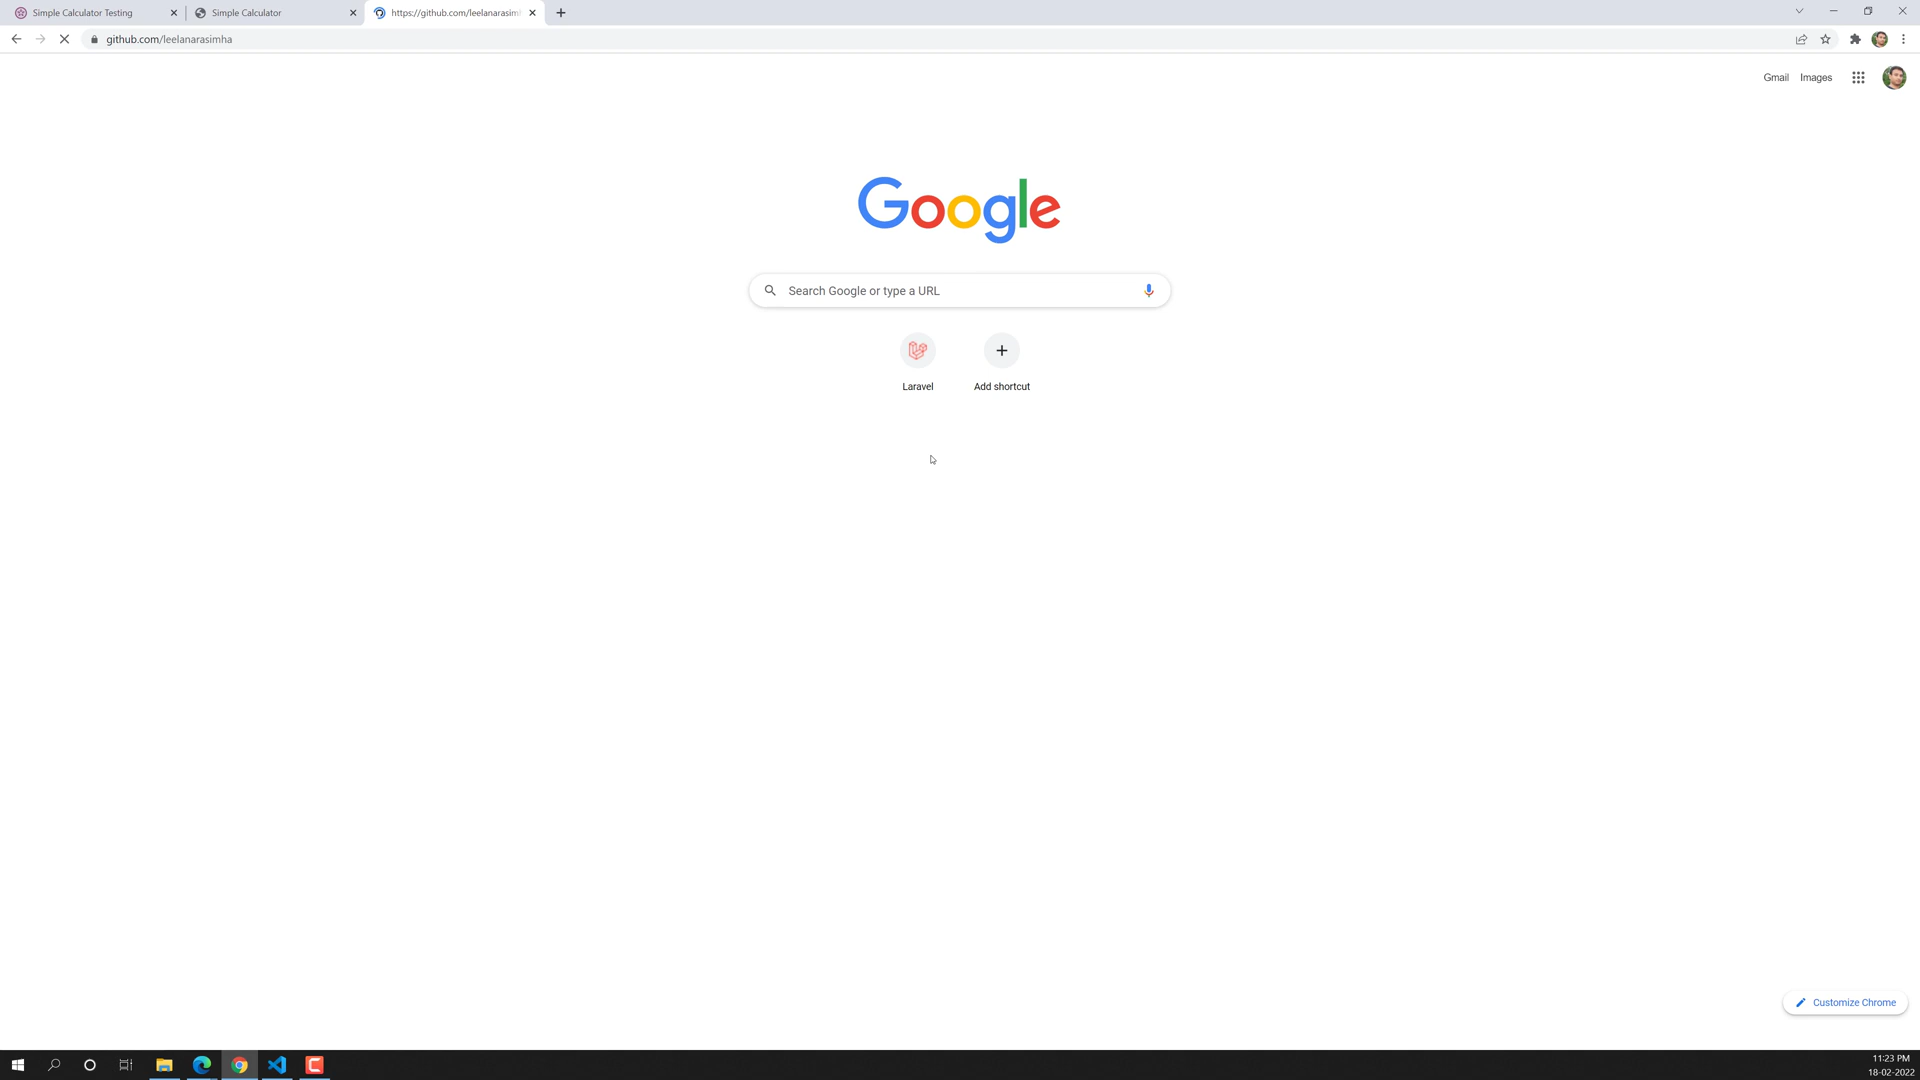 Simple Calculator Testing
Simple Calculator
https://github.com/leelanarasim
github.com/leelanarasimha
Gmail Images
Google
Search Google or type a URL
Laravel
Add shortcut
Customize Chrome
11:23 PM
18-02-2022